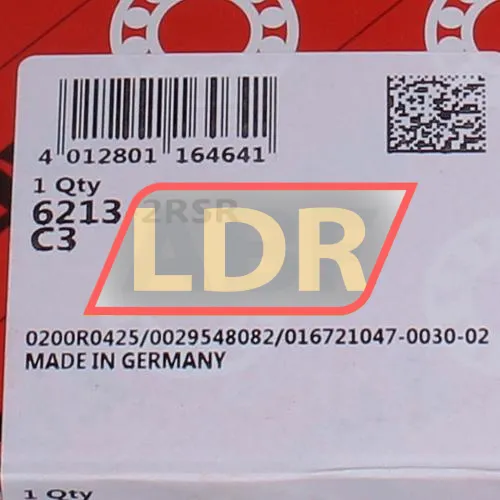 4 012801 164641
1 Qty
6213-2RSR
C3
LDR
0200R0425/0029548082/016721047-0030-02
MADE IN GERMANY
1 Qty